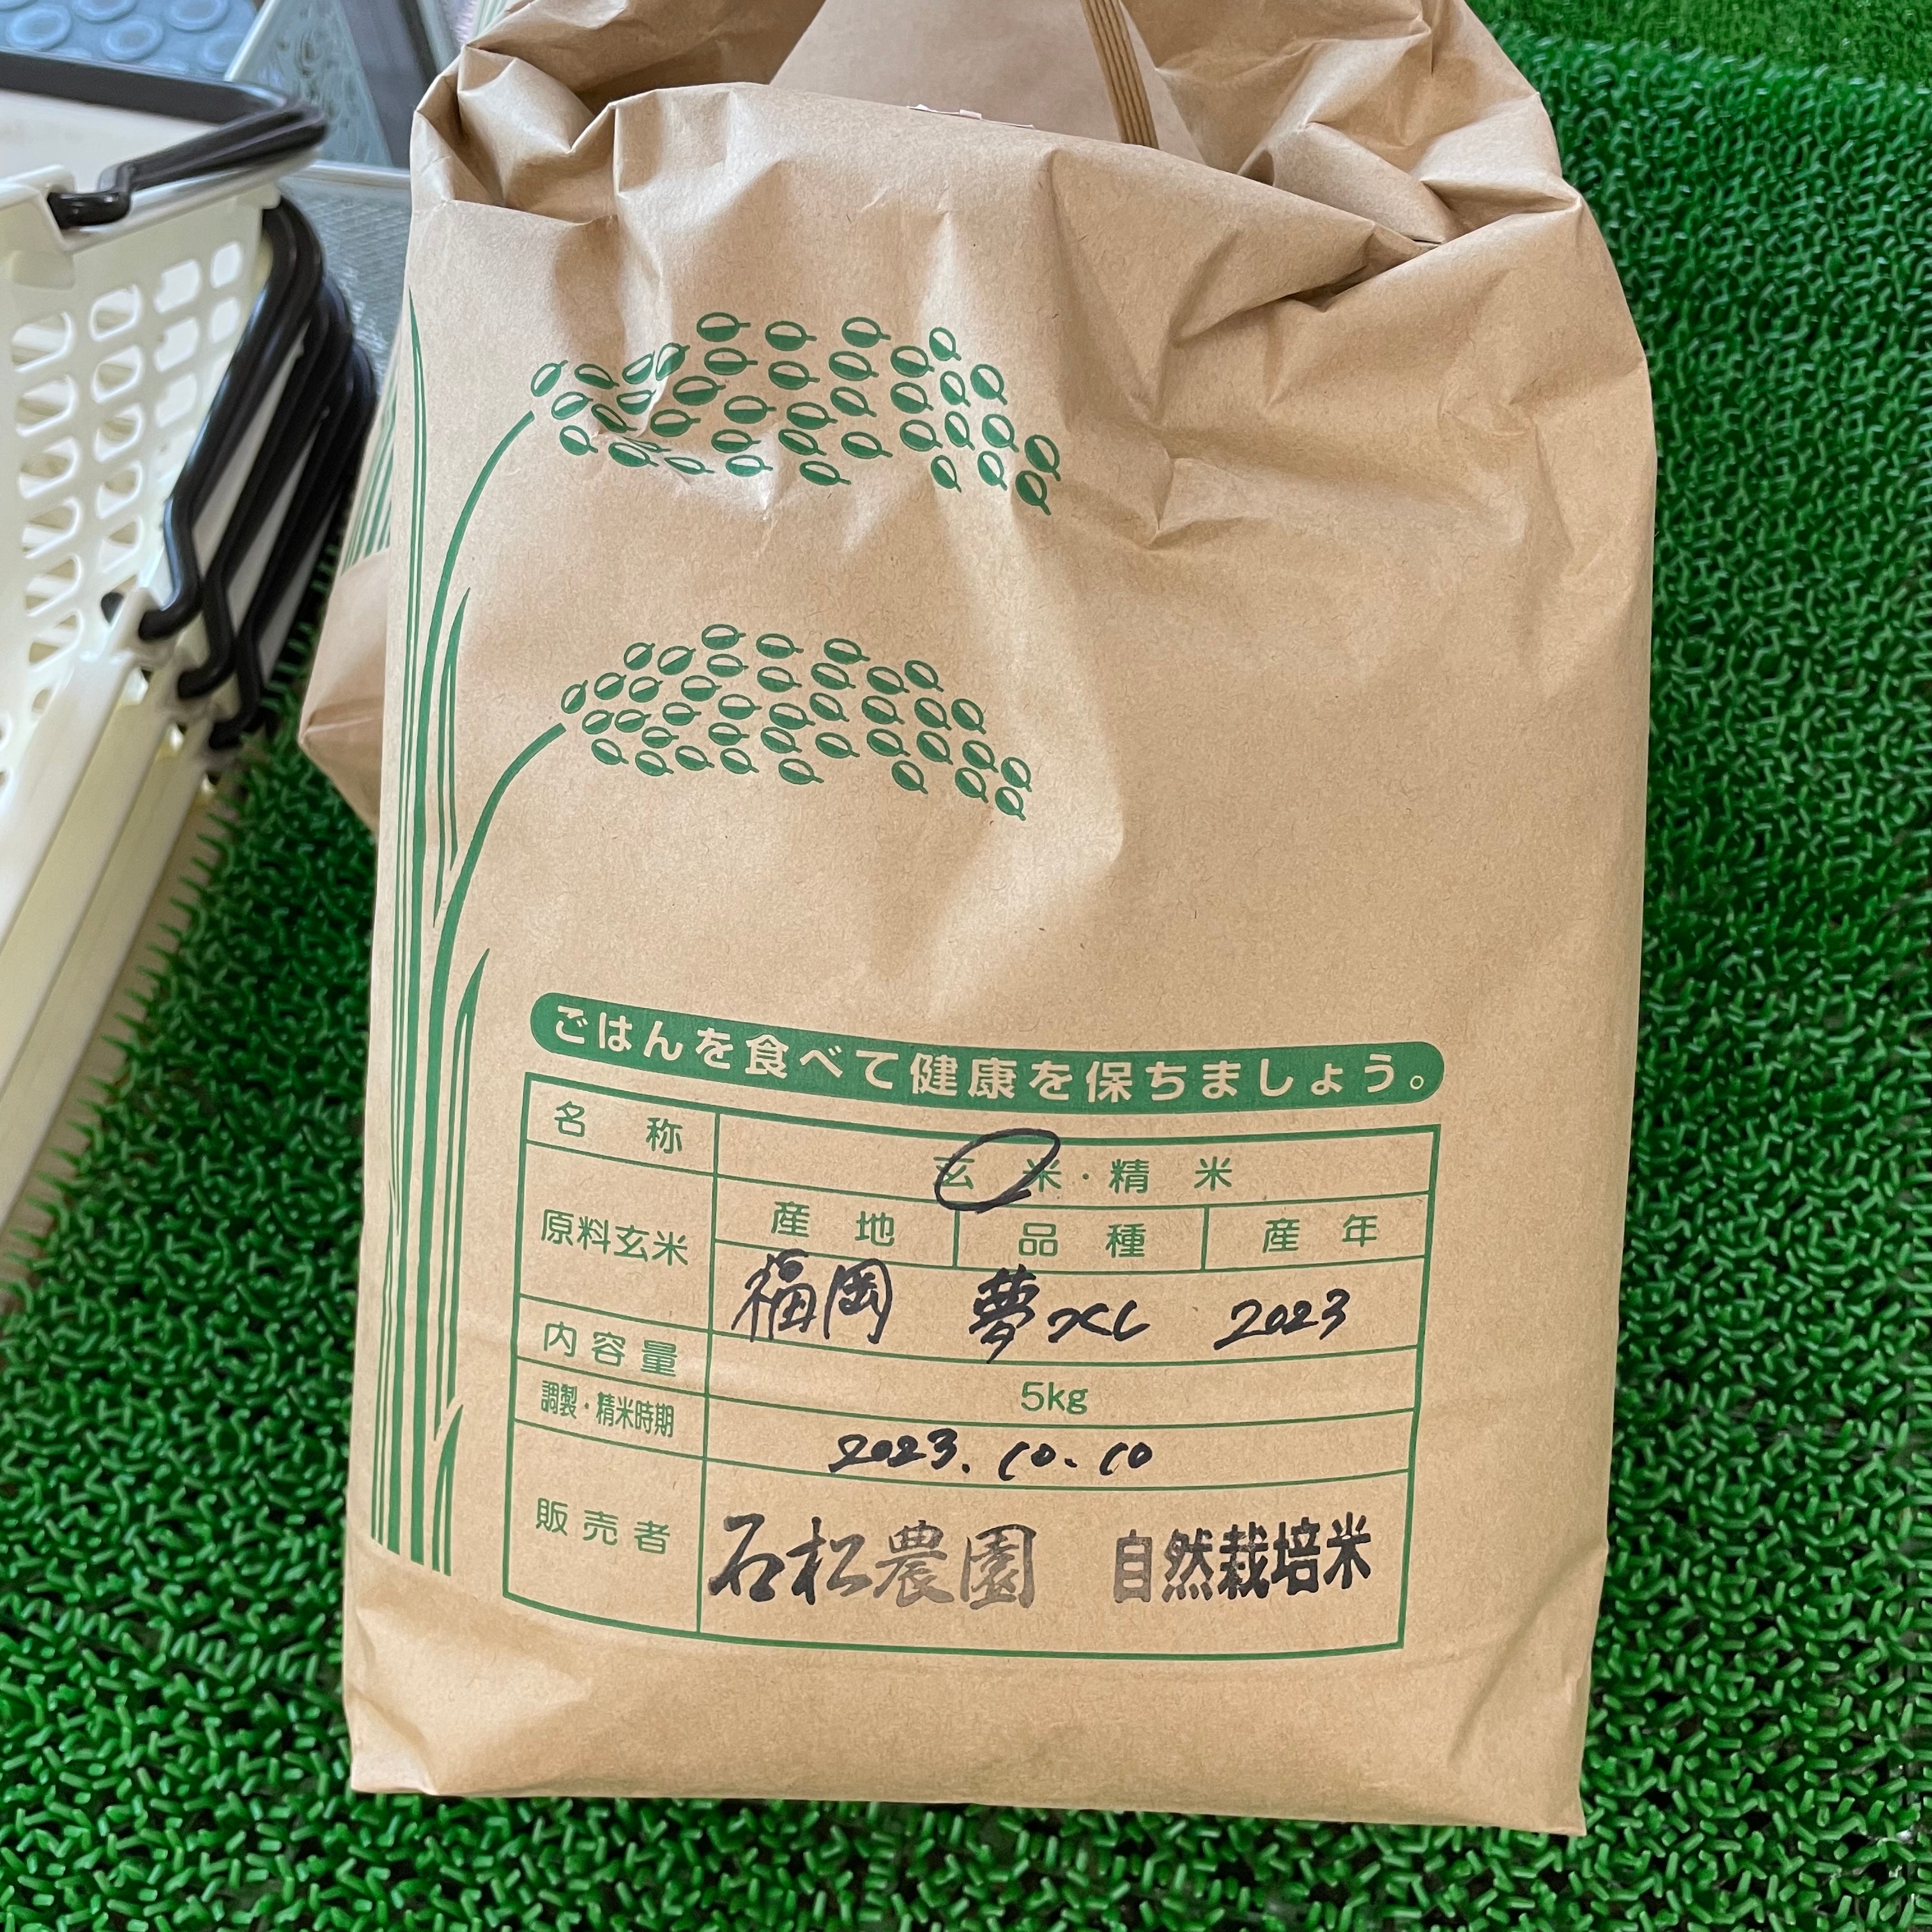 ごはんを食べて健康を保ちましょう。
名称 玄米・精米
原料玄米 産地 品種 産年
福岡 夢つくし 2023
内容量 5kg
調製・精米時期 2023.10.10
販売者 石松農園 自然栽培米